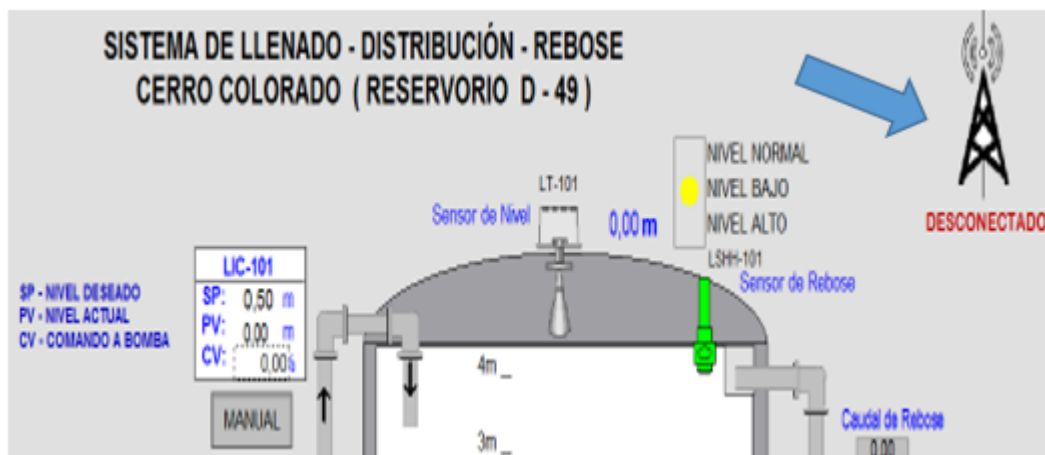 SISTEMA DE LLENADO - DISTRIBUCIÓN - REBOSE
CERRO COLORADO ( RESERVORIO D - 49 )
DESCONECTADO
NIVEL NORMAL
NIVEL BAJO
NIVEL ALTO
LT-101
Sensor de Nivel
0,00 m
LSHH-101
Sensor de Rebose
SP - NIVEL DESEADO
PV - NIVEL ACTUAL
CV - COMANDO A BOMBA
LIC-101
SP: 0,50 m
PV: 0,00 m
CV: 0,00%
MANUAL
4m
3m
Caudal de Rebose
0.00